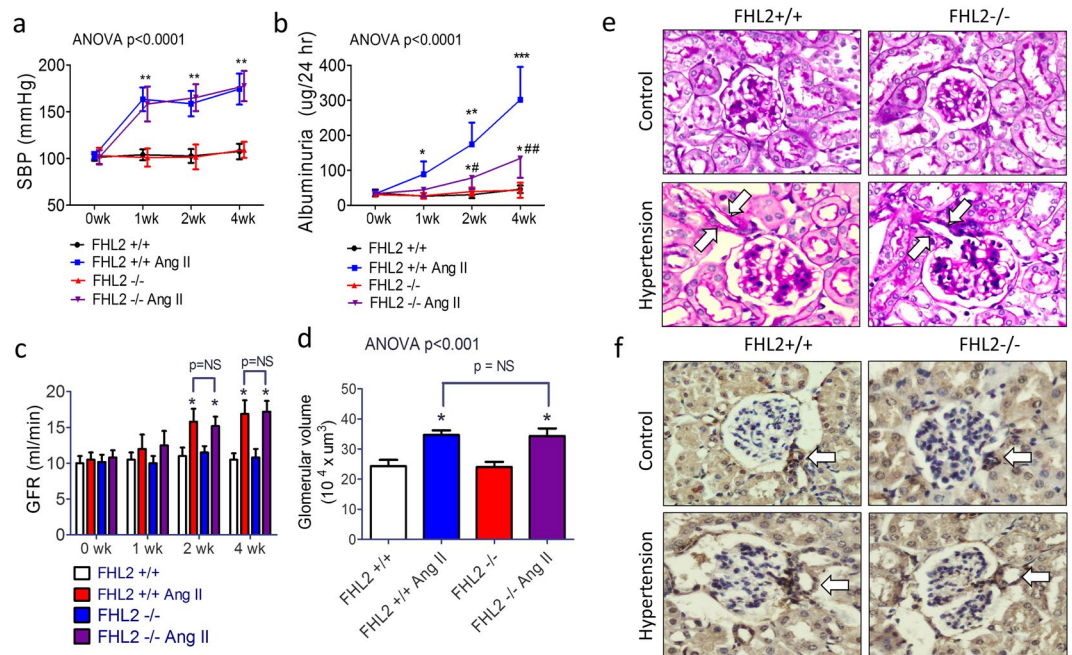 a
ANOVA p<0.0001
SBP (mmHg)
200
150
100
50
** ** **
0wk 1wk 2wk 4wk
FHL2 +/+
FHL2 +/+ Ang II
FHL2 -/-
FHL2 -/- Ang II
b
ANOVA p<0.0001
Albuminuria (ug/24 hr)
400
300
200
100
0
* ** ***
*# *##
0wk 1wk 2wk 4wk
FHL2 +/+
FHL2 +/+ Ang II
FHL2 -/-
FHL2 -/- Ang II
c
GFR (ml/min)
20
15
10
5
0
p=NS p=NS
* * * *
0 wk 1 wk 2 wk 4 wk
FHL2 +/+
FHL2 +/+ Ang II
FHL2 -/-
FHL2 -/- Ang II
d
ANOVA p<0.001
Glomendular volume
(10^4 x um3)
50
40
30
20
10
0
p = NS
* *
FHL2 +/+
FHL2 +/+ Ang II
FHL2 -/-
FHL2 -/- Ang II
e
FHL2+/+ FHL2-/-
Control
Hypertension
f
FHL2+/+ FHL2-/-
Control
Hypertension